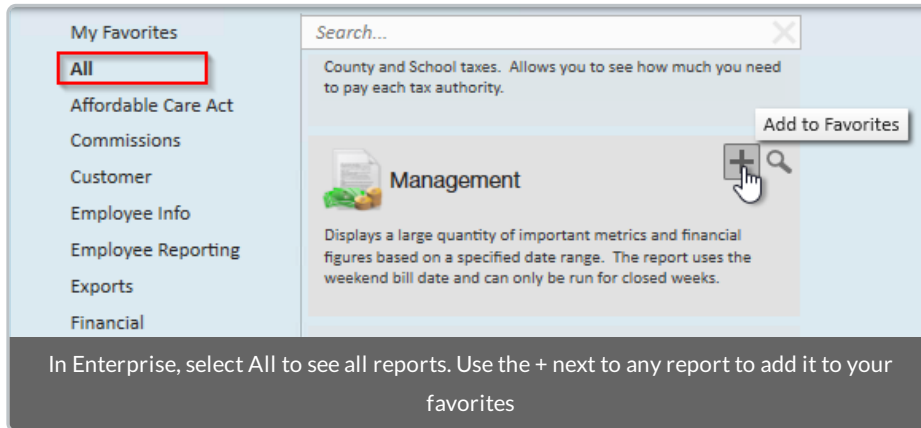 My Favorites
All
Affordable Care Act
Commissions
Customer
Employee Info
Employee Reporting
Exports
Financial
Search...
County and School taxes. Allows you to see how much you need
to pay each tax authority.
Add to Favorites
Management
Displays a large quantity of important metrics and financial
figures based on a specified date range. The report uses the
weekend bill date and can only be run for closed weeks.
In Enterprise, select All to see all reports. Use the + next to any report to add it to your
favorites